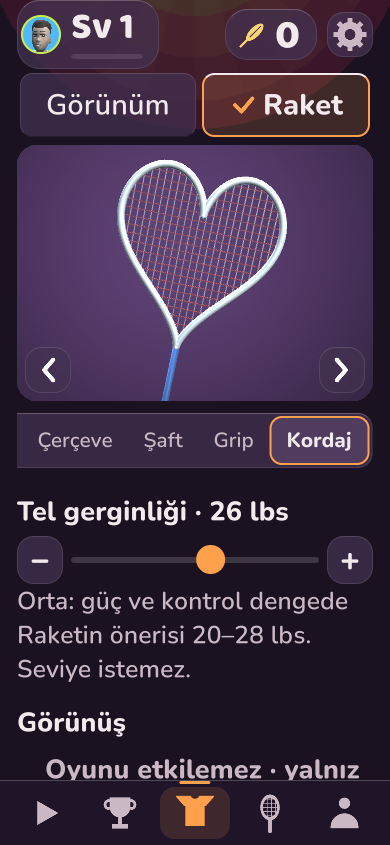 Sv 1
0
Görünüm
Raket
Çerçeve Şaft Grip Kordaj
Tel gerginliği · 26 lbs
Orta: güç ve kontrol dengede
Raketin önerisi 20–28 lbs.
Seviye istemez.
Görünüş
Oyunu etkilemez · yalnız